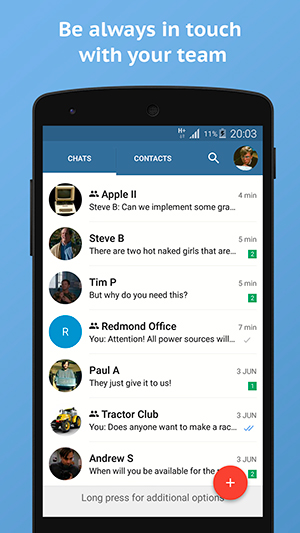 Be always in touch
with your team
H+ 11% 20:03
CHATS CONTACTS
Apple II 4 min
Steve B: Can we implement some gra...
Steve B 5 min
There are two hot naked girls that are... 2
Tim P 5 min
But why do you need this? 2
R Redmond Office 7 min
You: Attention! All power sources will...
Paul A 3 JUN
They just give it to us! 1
Tractor Club 3 JUN
You: Does anyone want to make a rac...
Andrew S 3 JUN
When will you be available for the
Long press for additional options
+